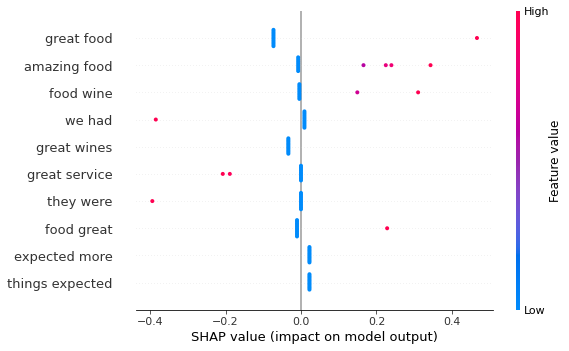 High
great food
amazing food
food wine
we had
great wines
great service
they were
food great
expected more
things expected
Feature value
Low
−0.4 −0.2 0.0 0.2 0.4
SHAP value (impact on model output)